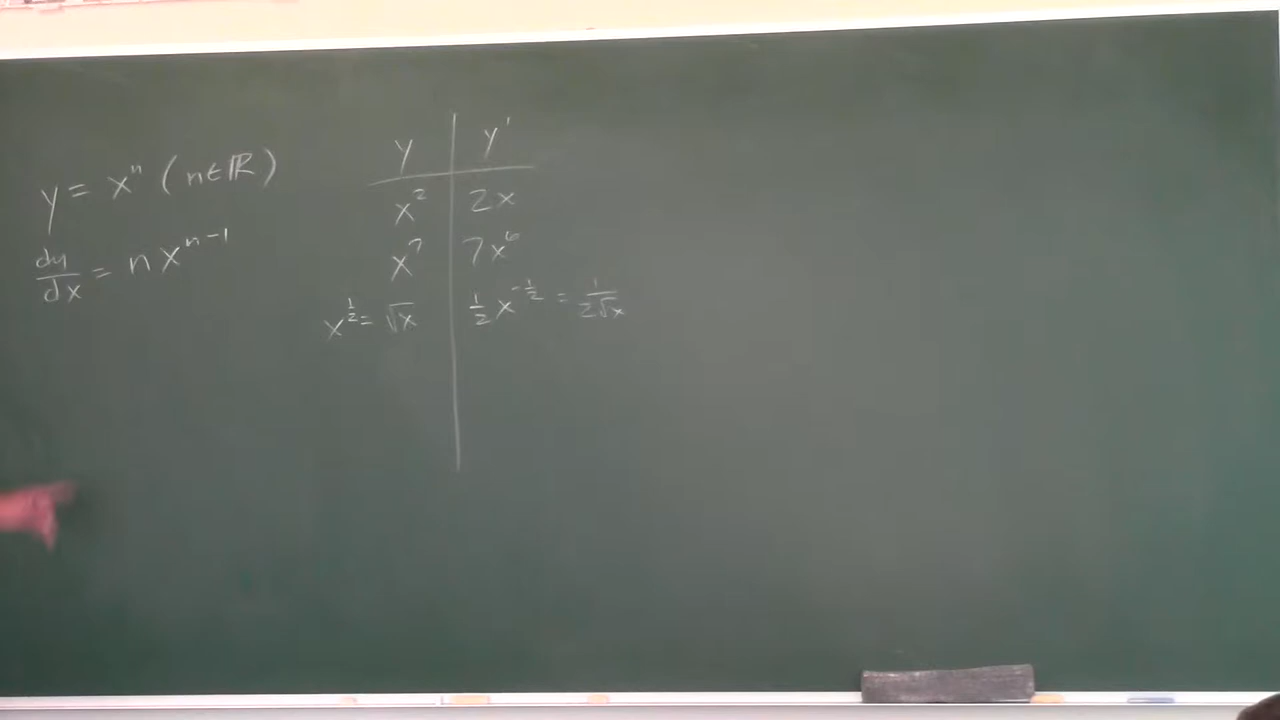 y = xⁿ (n∈ℝ)
dy/dx = nxⁿ⁻¹
y | y'
x² | 2x
x⁷ | 7x⁶
x^(1/2) = √x | 1/2 x^(-1/2) = 1/(2√x)